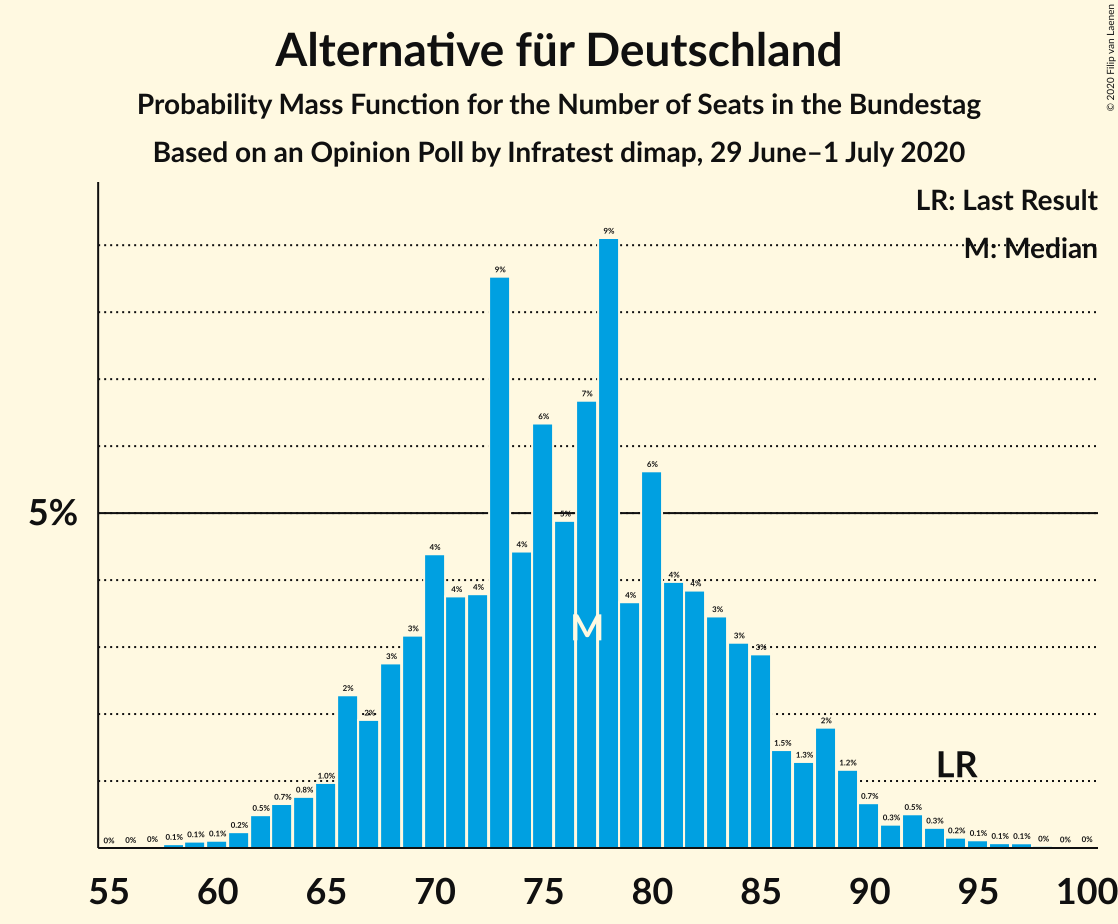 Alternative für Deutschland
Probability Mass Function for the Number of Seats in the Bundestag
Based on an Opinion Poll by Infratest dimap, 29 June–1 July 2020
© 2020 Filip van Laenen
LR: Last Result
M: Median
5%
0% 0% 0% 0.1% 0.1% 0.1% 0.2% 0.5% 0.7% 0.8% 1.0% 2% 2% 3% 3% 4% 4% 4% 9% 4% 6% 5% 7% 9% 4% 6% 4% 4% 3% 3% 3% 1.5% 1.3% 2% 1.2% 0.7% 0.3% 0.5% 0.3% 0.2% 0.1% 0.1% 0.1% 0% 0% 0%
M
LR
55 60 65 70 75 80 85 90 95 100